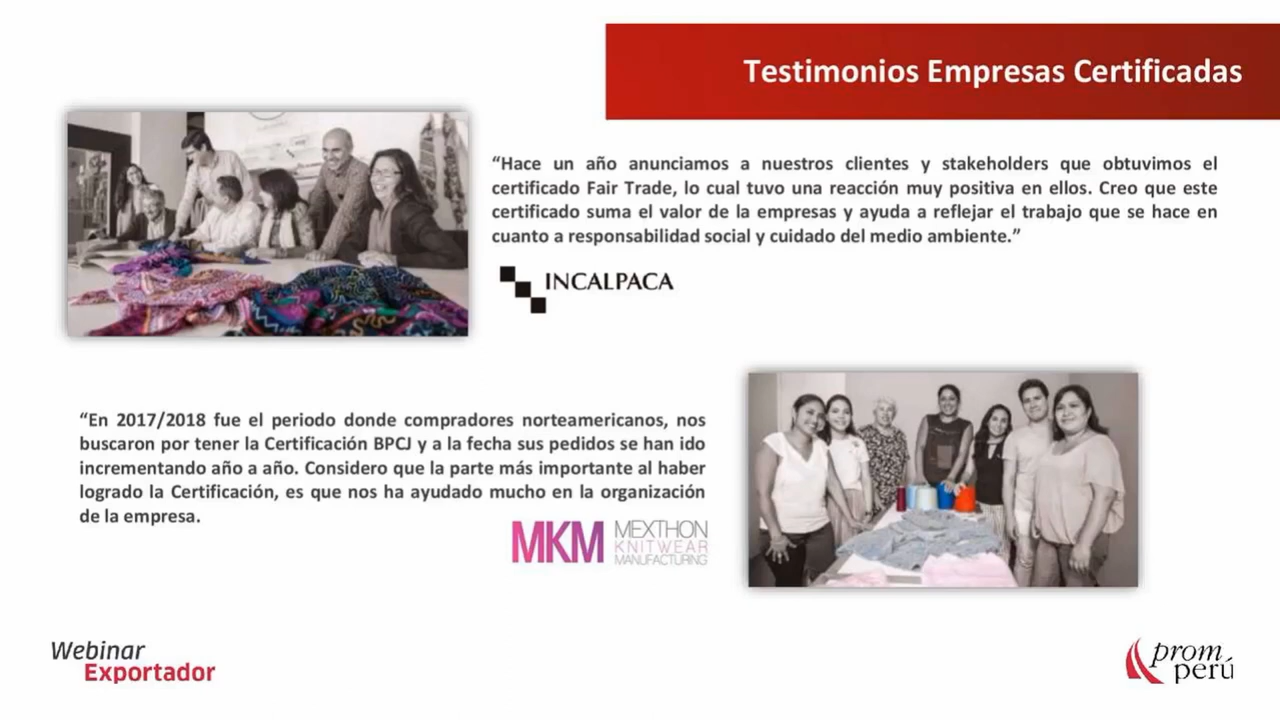 Testimonios Empresas Certificadas
“Hace un año anunciamos a nuestros clientes y stakeholders que obtuvimos el
certificado Fair Trade, lo cual tuvo una reacción muy positiva en ellos. Creo que este
certificado suma el valor de la empresas y ayuda a reflejar el trabajo que se hace en
cuanto a responsabilidad social y cuidado del medio ambiente.”
INCALPACA
“En 2017/2018 fue el periodo donde compradores norteamericanos, nos
buscaron por tener la Certificación BPCJ y a la fecha sus pedidos se han ido
incrementando año a año. Considero que la parte más importante al haber
logrado la Certificación, es que nos ha ayudado mucho en la organización
de la empresa.
MKM MEXTHON
KNITWEAR
MANUFACTURING
Webinar
Exportador
prom
perú